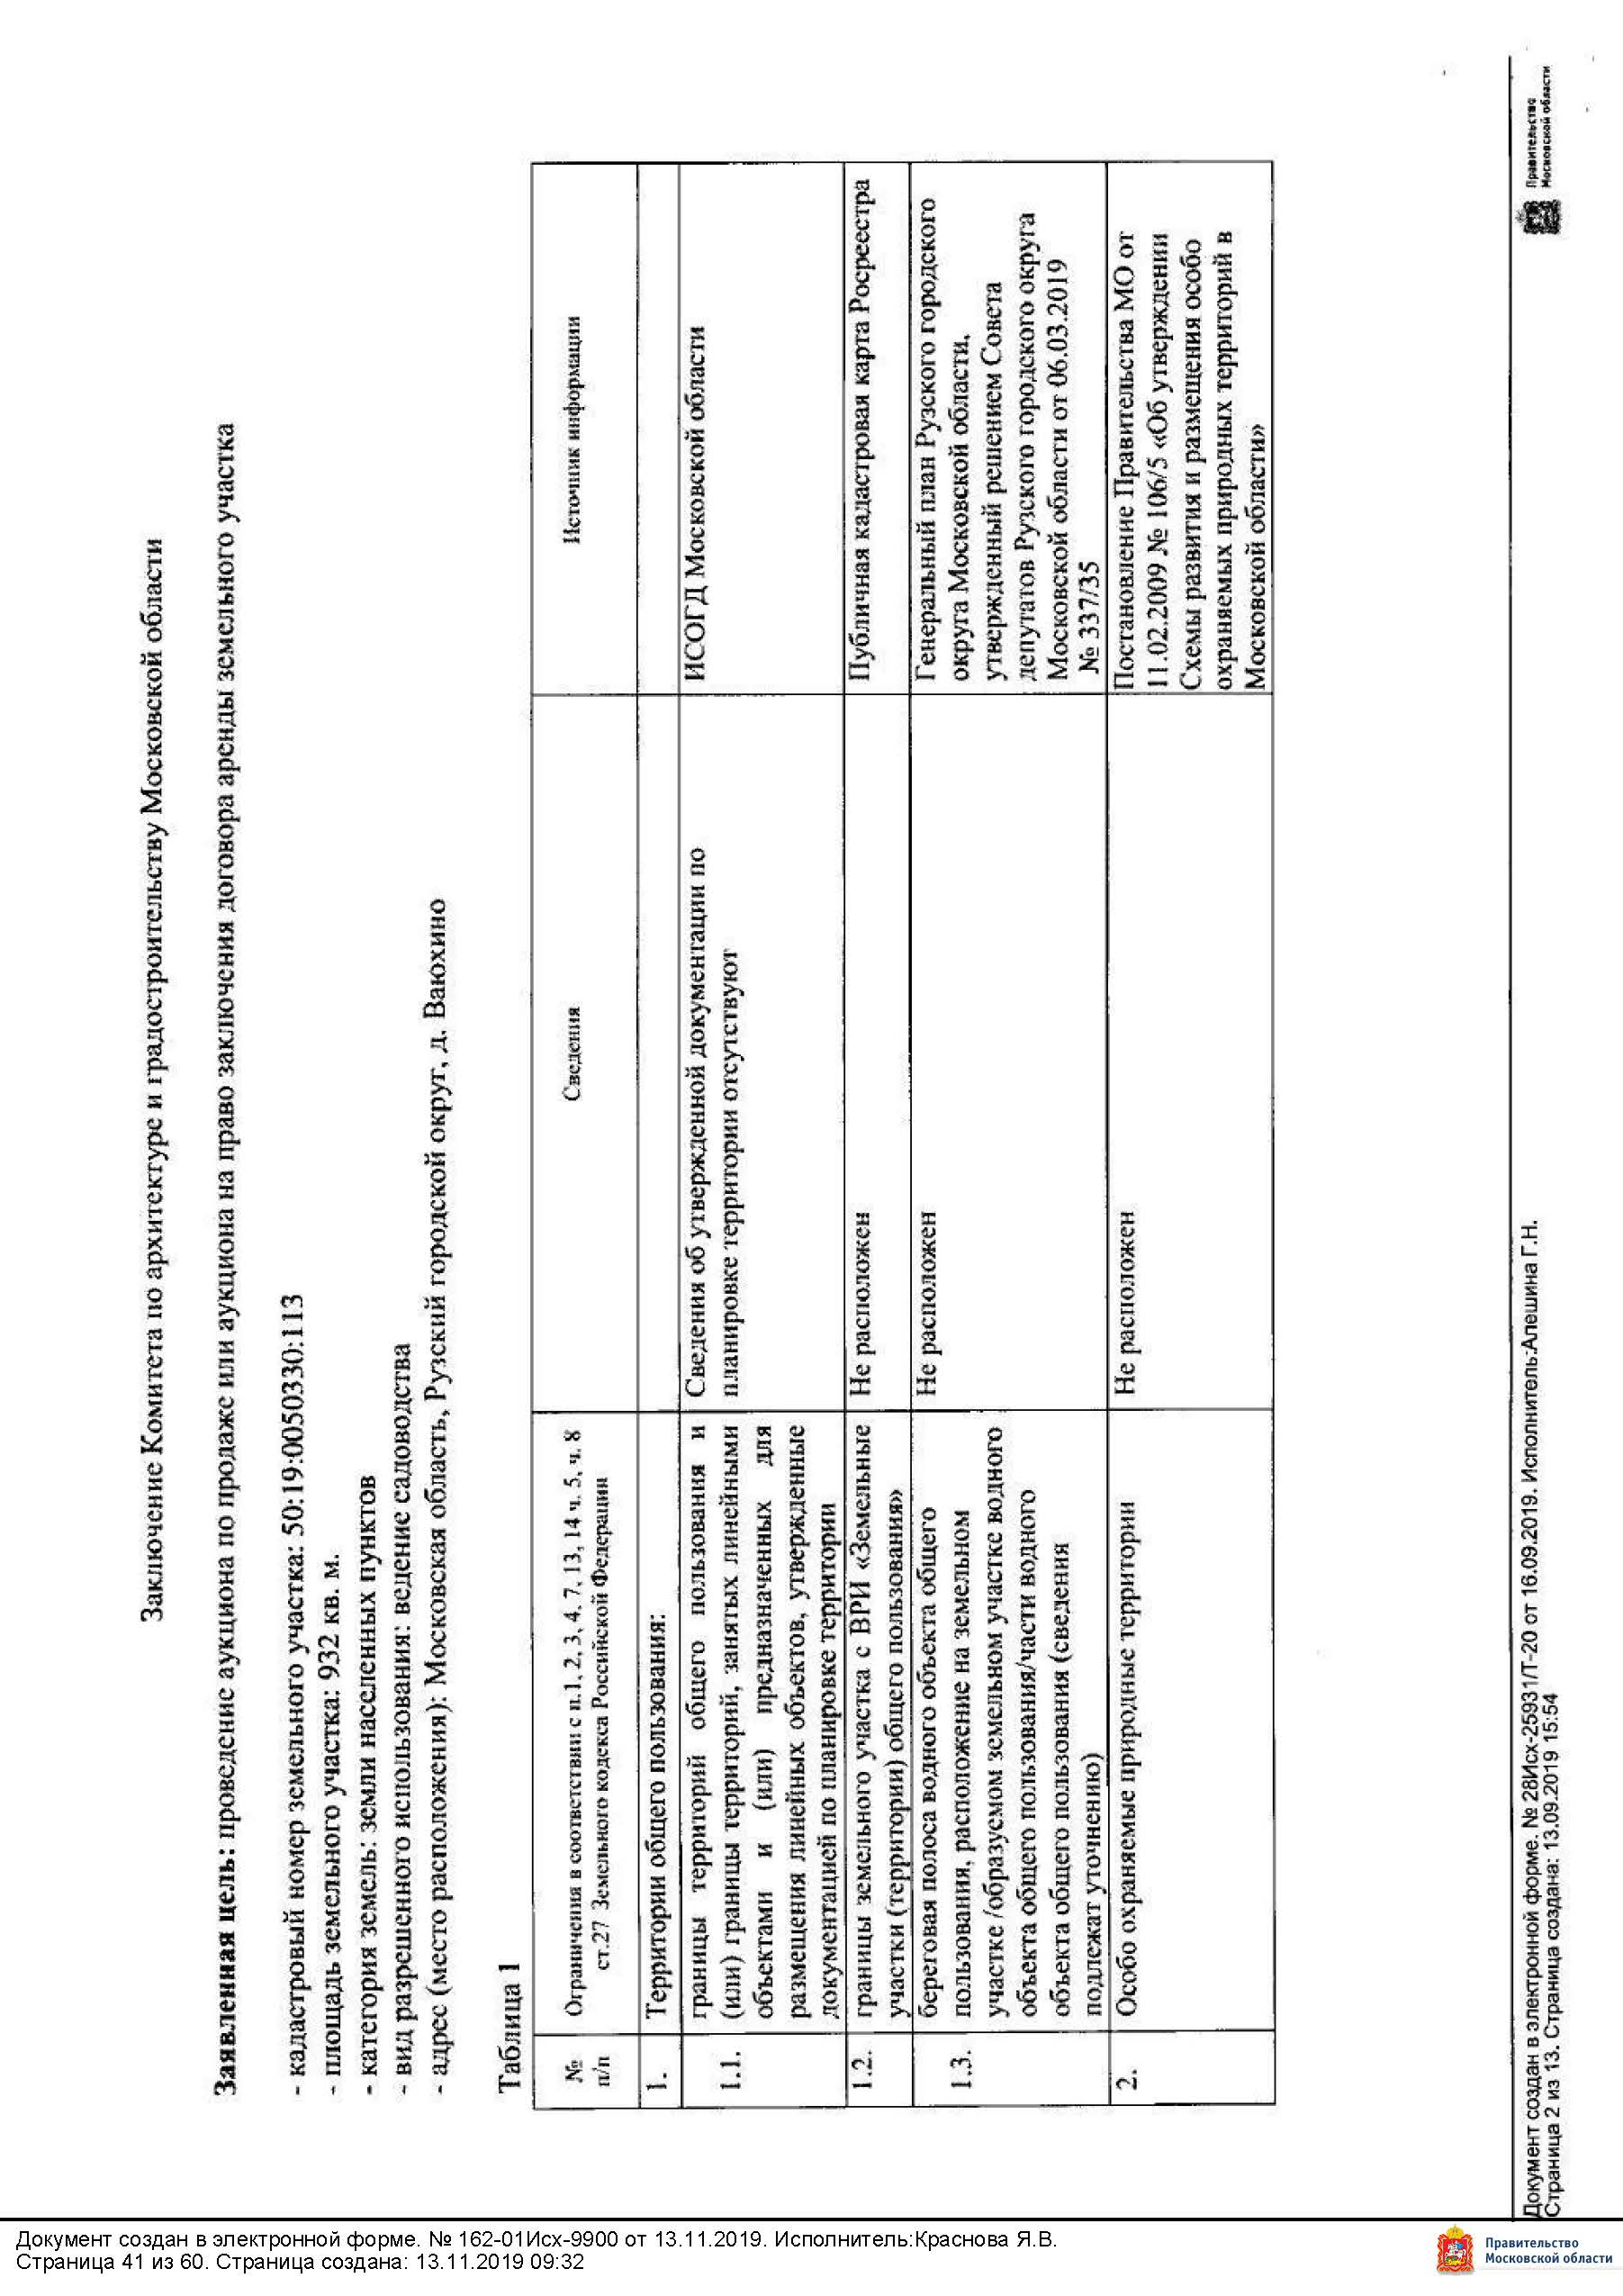 Заключение Комитета по архитектуре и градостроительству Московской области
Заявленная цель: проведение аукциона по продаже или аукциона на право заключения договора аренды земельного участка
- кадастровый номер земельного участка: 50:19:0050330:113
- площадь земельного участка: 932 кв. м.
- категория земель: земли населенных пунктов
- вид разрешенного использования: ведение садоводства
- адрес (место расположения): Московская область, Рузский городской округ, д. Ваюхино
Таблица 1
№
п/п
Ограничения в соответствии с п.1, 2, 3, 4, 7, 13, 14 ч. 5, ч. 8
ст.27 Земельного кодекса Российской Федерации
Сведения
Источник информации
1.
Территории общего пользования:
1.1.
границы территорий общего пользования и
(или) границы территорий, занятых линейными
объектами и (или) предназначенных для
размещения линейных объектов, утвержденные
документацией по планировке территории
Сведения об утвержденной документации по
планировке территории отсутствуют
ИСОГД Московской области
1.2.
границы земельного участка с ВРИ «Земельные
участки (территории) общего пользования»
Не расположен
Публичная кадастровая карта Росреестра
1.3.
береговая полоса водного объекта общего
пользования, расположение на земельном
участке /образуемом земельном участке водного
объекта общего пользования/части водного
объекта общего пользования (сведения
подлежат уточнению)
Не расположен
Генеральный план Рузского городского
округа Московской области,
утвержденный решением Совета
депутатов Рузского городского округа
Московской области от 06.03.2019
№ 337/35
2.
Особо охраняемые природные территории
Не расположен
Постановление Правительства МО от
11.02.2009 № 106/5 «Об утверждении
Схемы развития и размещения особо
охраняемых природных территорий в
Московской области»
Документ создан в электронной форме. № 28Исх-25931/Т-20 от 16.09.2019. Исполнитель:Алешина Г.Н.
Страница 2 из 13. Страница создана: 13.09.2019 15:54
Правительство
Московской области
Документ создан в электронной форме. № 162-01Исх-9900 от 13.11.2019. Исполнитель:Краснова Я.В.
Страница 41 из 60. Страница создана: 13.11.2019 09:32
Правительство
Московской области